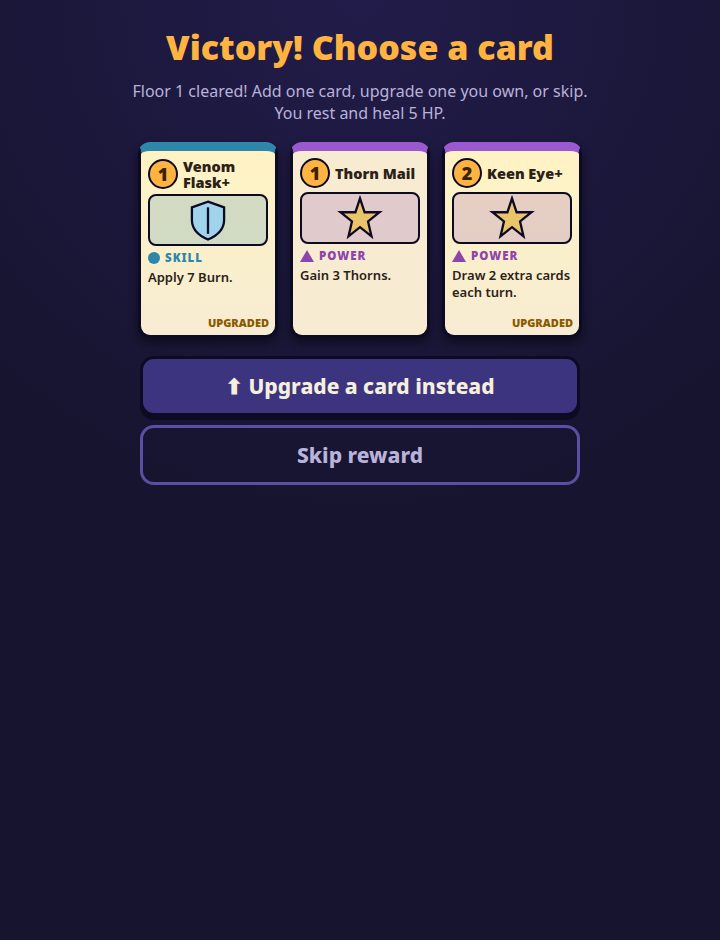 Victory! Choose a card
Floor 1 cleared! Add one card, upgrade one you own, or skip.
You rest and heal 5 HP.
1
Venom
Flask+
SKILL
Apply 7 Burn.
UPGRADED
1
Thorn Mail
POWER
Gain 3 Thorns.
2
Keen Eye+
POWER
Draw 2 extra cards
each turn.
UPGRADED
⬆ Upgrade a card instead
Skip reward